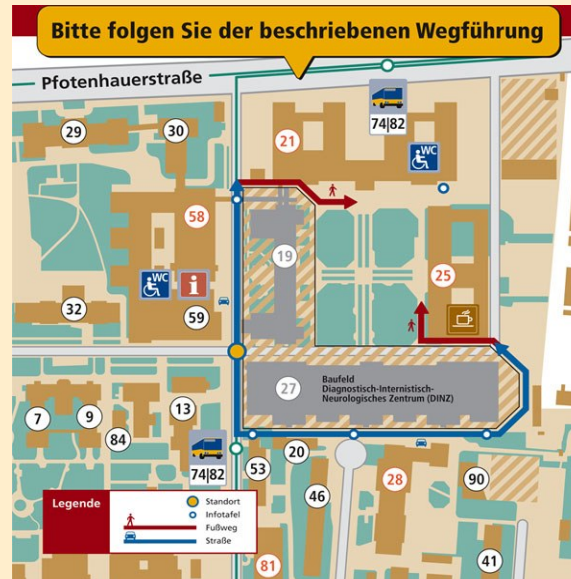 Bitte folgen Sie der beschriebenen Wegführung
Pfotenhauerstraße
74|82
29
30
21
WC
58
19
25
WC
i
32
59
27
Baufeld
Diagnostisch-Internistisch-
Neurologisches Zentrum (DINZ)
7
9
13
84
74|82
53
20
46
28
90
Legende
Standort
Infotafel
Fußweg
Straße
81
41